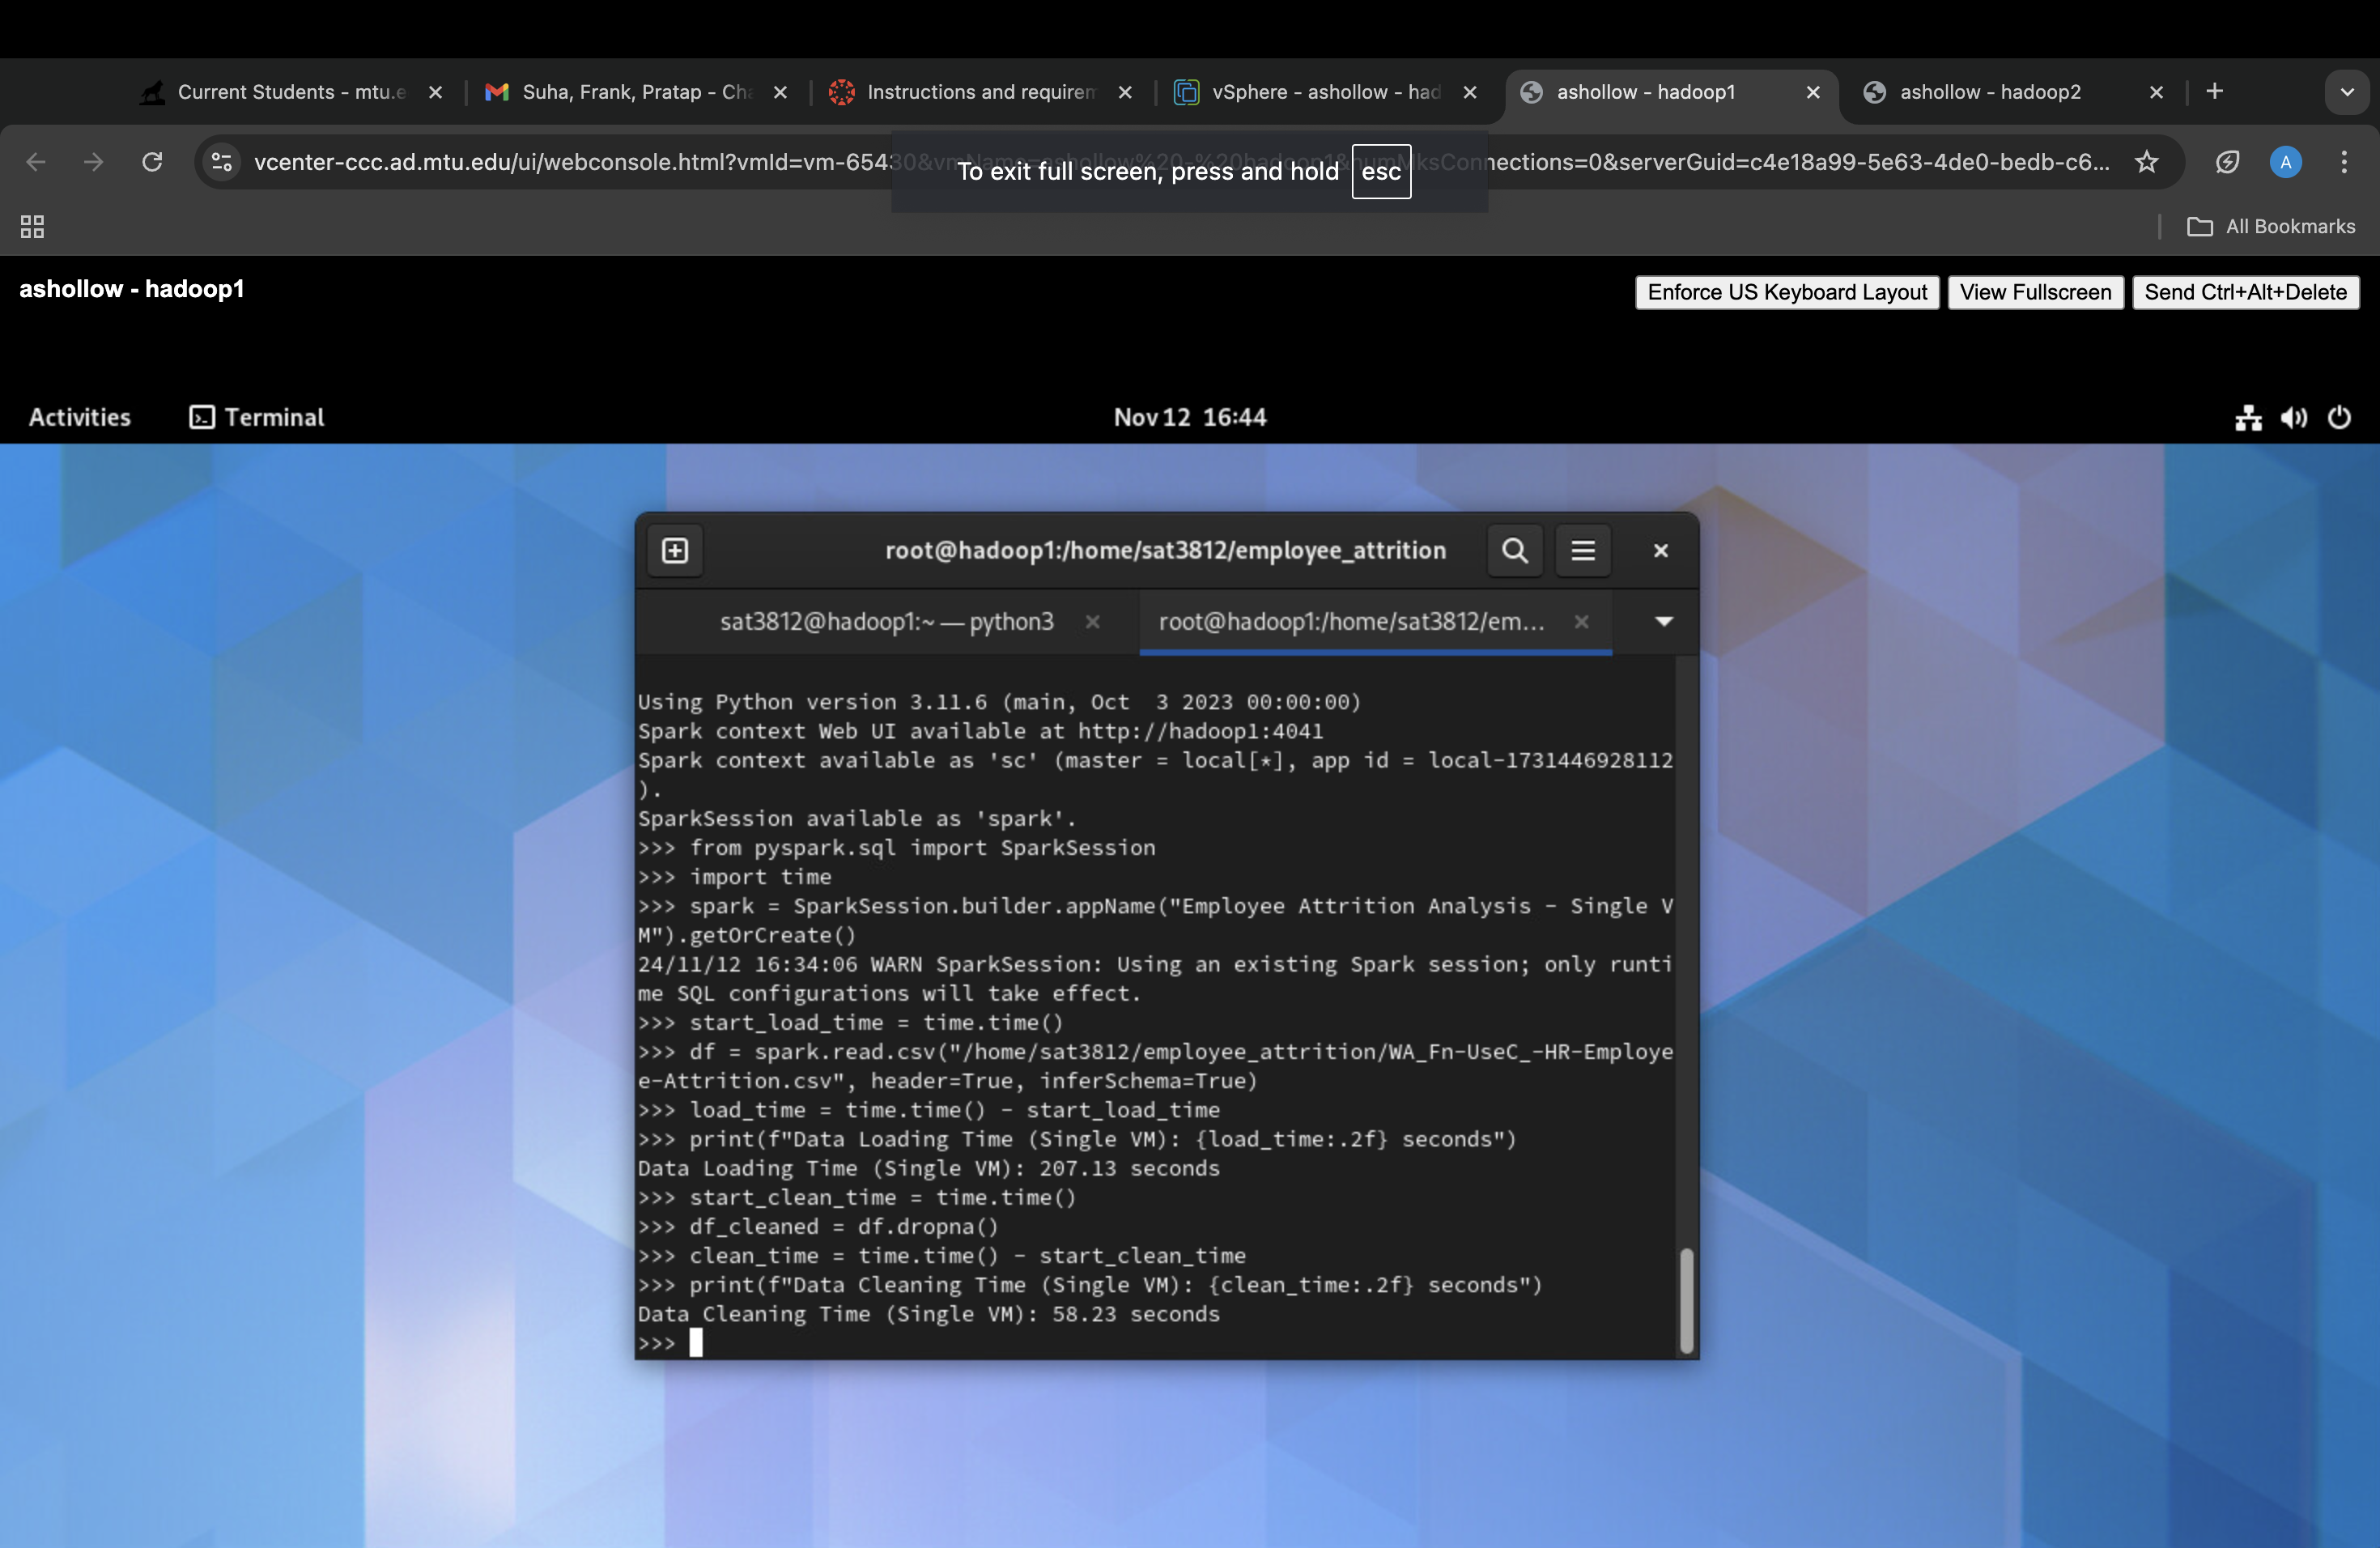 Current Students - mtu.e
Suha, Frank, Pratap - Cha
Instructions and requirem
vSphere - ashollow - had
ashollow - hadoop1
ashollow - hadoop2
vcenter-ccc.ad.mtu.edu/ui/webconsole.html?vmId=vm-65430&vmName=ashollow%20-%20hadoop1&numMksConnections=0&serverGuid=c4e18a99-5e63-4de0-bedb-c6...
A
To exit full screen, press and hold esc
All Bookmarks
ashollow - hadoop1
Enforce US Keyboard Layout
View Fullscreen
Send Ctrl+Alt+Delete
Activities
Terminal
Nov 12 16:44
root@hadoop1:/home/sat3812/employee_attrition
sat3812@hadoop1:~ — python3
root@hadoop1:/home/sat3812/em...
Using Python version 3.11.6 (main, Oct  3 2023 00:00:00)
Spark context Web UI available at http://hadoop1:4041
Spark context available as 'sc' (master = local[*], app id = local-1731446928112
).
SparkSession available as 'spark'.
>>> from pyspark.sql import SparkSession
>>> import time
>>> spark = SparkSession.builder.appName("Employee Attrition Analysis - Single V
M").getOrCreate()
24/11/12 16:34:06 WARN SparkSession: Using an existing Spark session; only runti
me SQL configurations will take effect.
>>> start_load_time = time.time()
>>> df = spark.read.csv("/home/sat3812/employee_attrition/WA_Fn-UseC_-HR-Employe
e-Attrition.csv", header=True, inferSchema=True)
>>> load_time = time.time() - start_load_time
>>> print(f"Data Loading Time (Single VM): {load_time:.2f} seconds")
Data Loading Time (Single VM): 207.13 seconds
>>> start_clean_time = time.time()
>>> df_cleaned = df.dropna()
>>> clean_time = time.time() - start_clean_time
>>> print(f"Data Cleaning Time (Single VM): {clean_time:.2f} seconds")
Data Cleaning Time (Single VM): 58.23 seconds
>>>